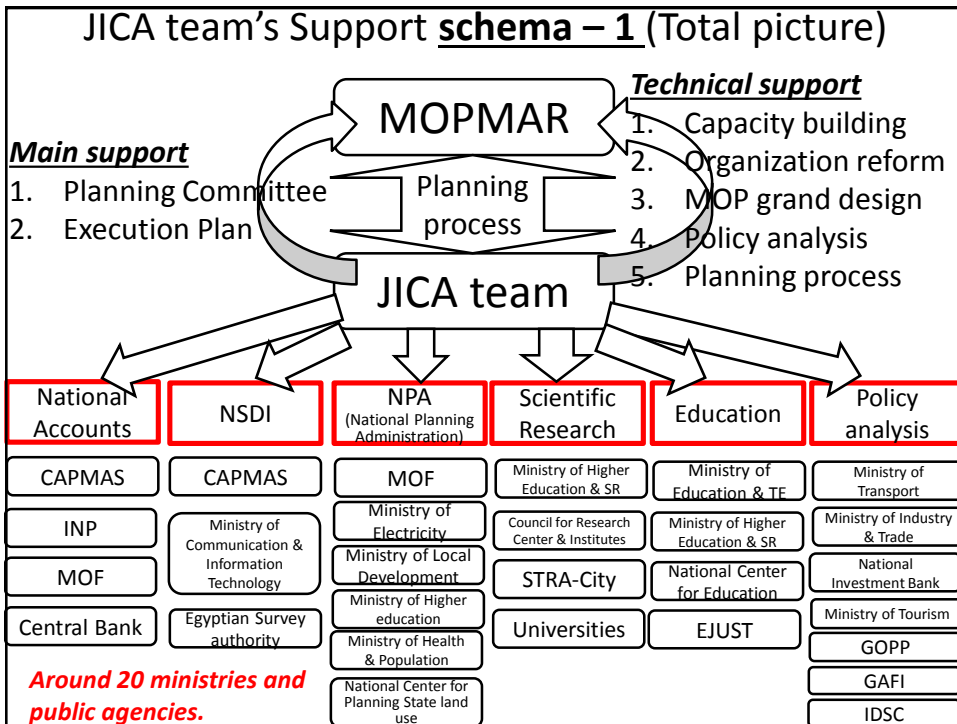 JICA team’s Support schema – 1 (Total picture)
Main support
1. Planning Committee
2. Execution Plan
MOPMAR
Planning
process
JICA team
Technical support
1. Capacity building
2. Organization reform
3. MOP grand design
4. Policy analysis
5. Planning process
National
Accounts
CAPMAS
INP
MOF
Central Bank
NSDI
CAPMAS
Ministry of
Communication &
Information
Technology
Egyptian Survey
authority
NPA
(National Planning
Administration)
MOF
Ministry of
Electricity
Ministry of Local
Development
Ministry of Higher
education
Ministry of Health
& Population
National Center for
Planning State land
use
Scientific
Research
Ministry of Higher
Education & SR
Council for Research
Center & Institutes
STRA-City
Universities
Education
Ministry of
Education & TE
Ministry of Higher
Education & SR
National Center
for Education
EJUST
Policy
analysis
Ministry of
Transport
Ministry of Industry
& Trade
National
Investment Bank
Ministry of Tourism
GOPP
GAFI
IDSC
Around 20 ministries and
public agencies.